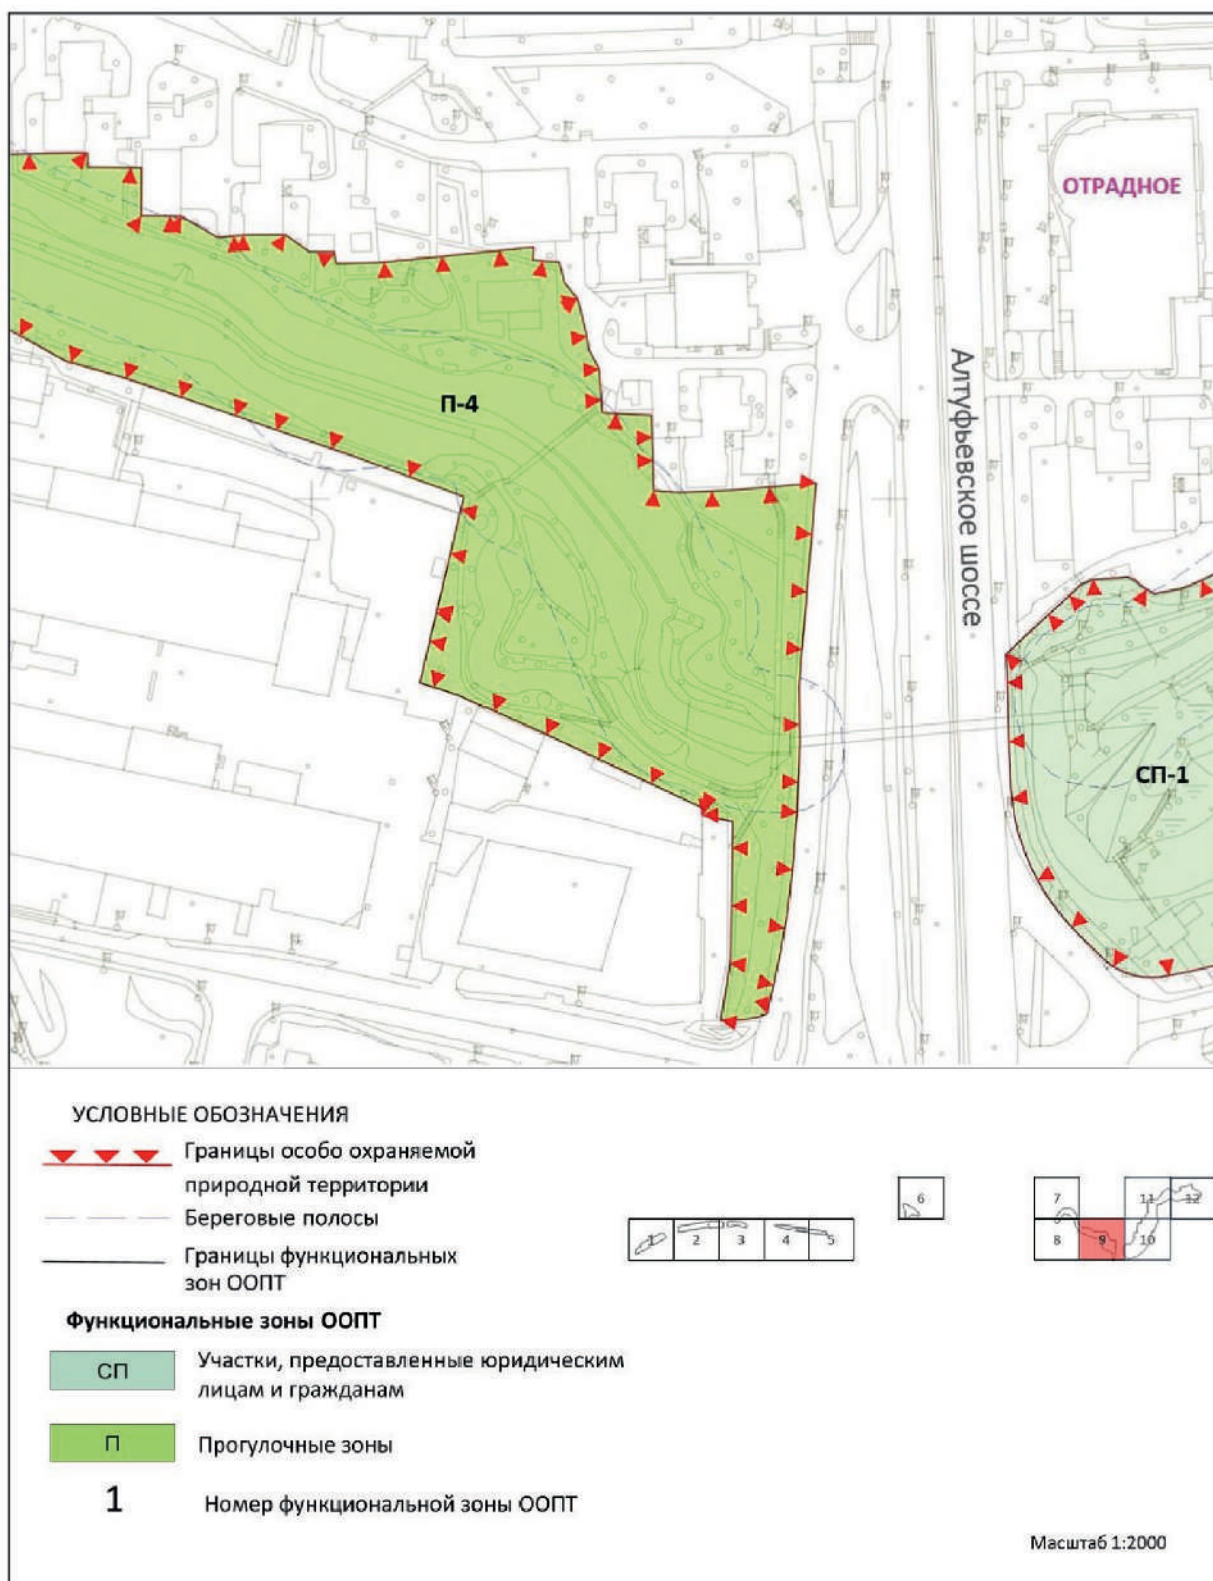 ОТРАДНОЕ
П-4
Алтуфьевское шоссе
СП-1
УСЛОВНЫЕ ОБОЗНАЧЕНИЯ
Границы особо охраняемой
природной территории
Береговые полосы
Границы функциональных
зон ООПТ
Функциональные зоны ООПТ
СП
Участки, предоставленные юридическим
лицам и гражданам
П
Прогулочные зоны
1
Номер функциональной зоны ООПТ
6
7
11
12
1
2
3
4
5
8
9
10
Масштаб 1:2000